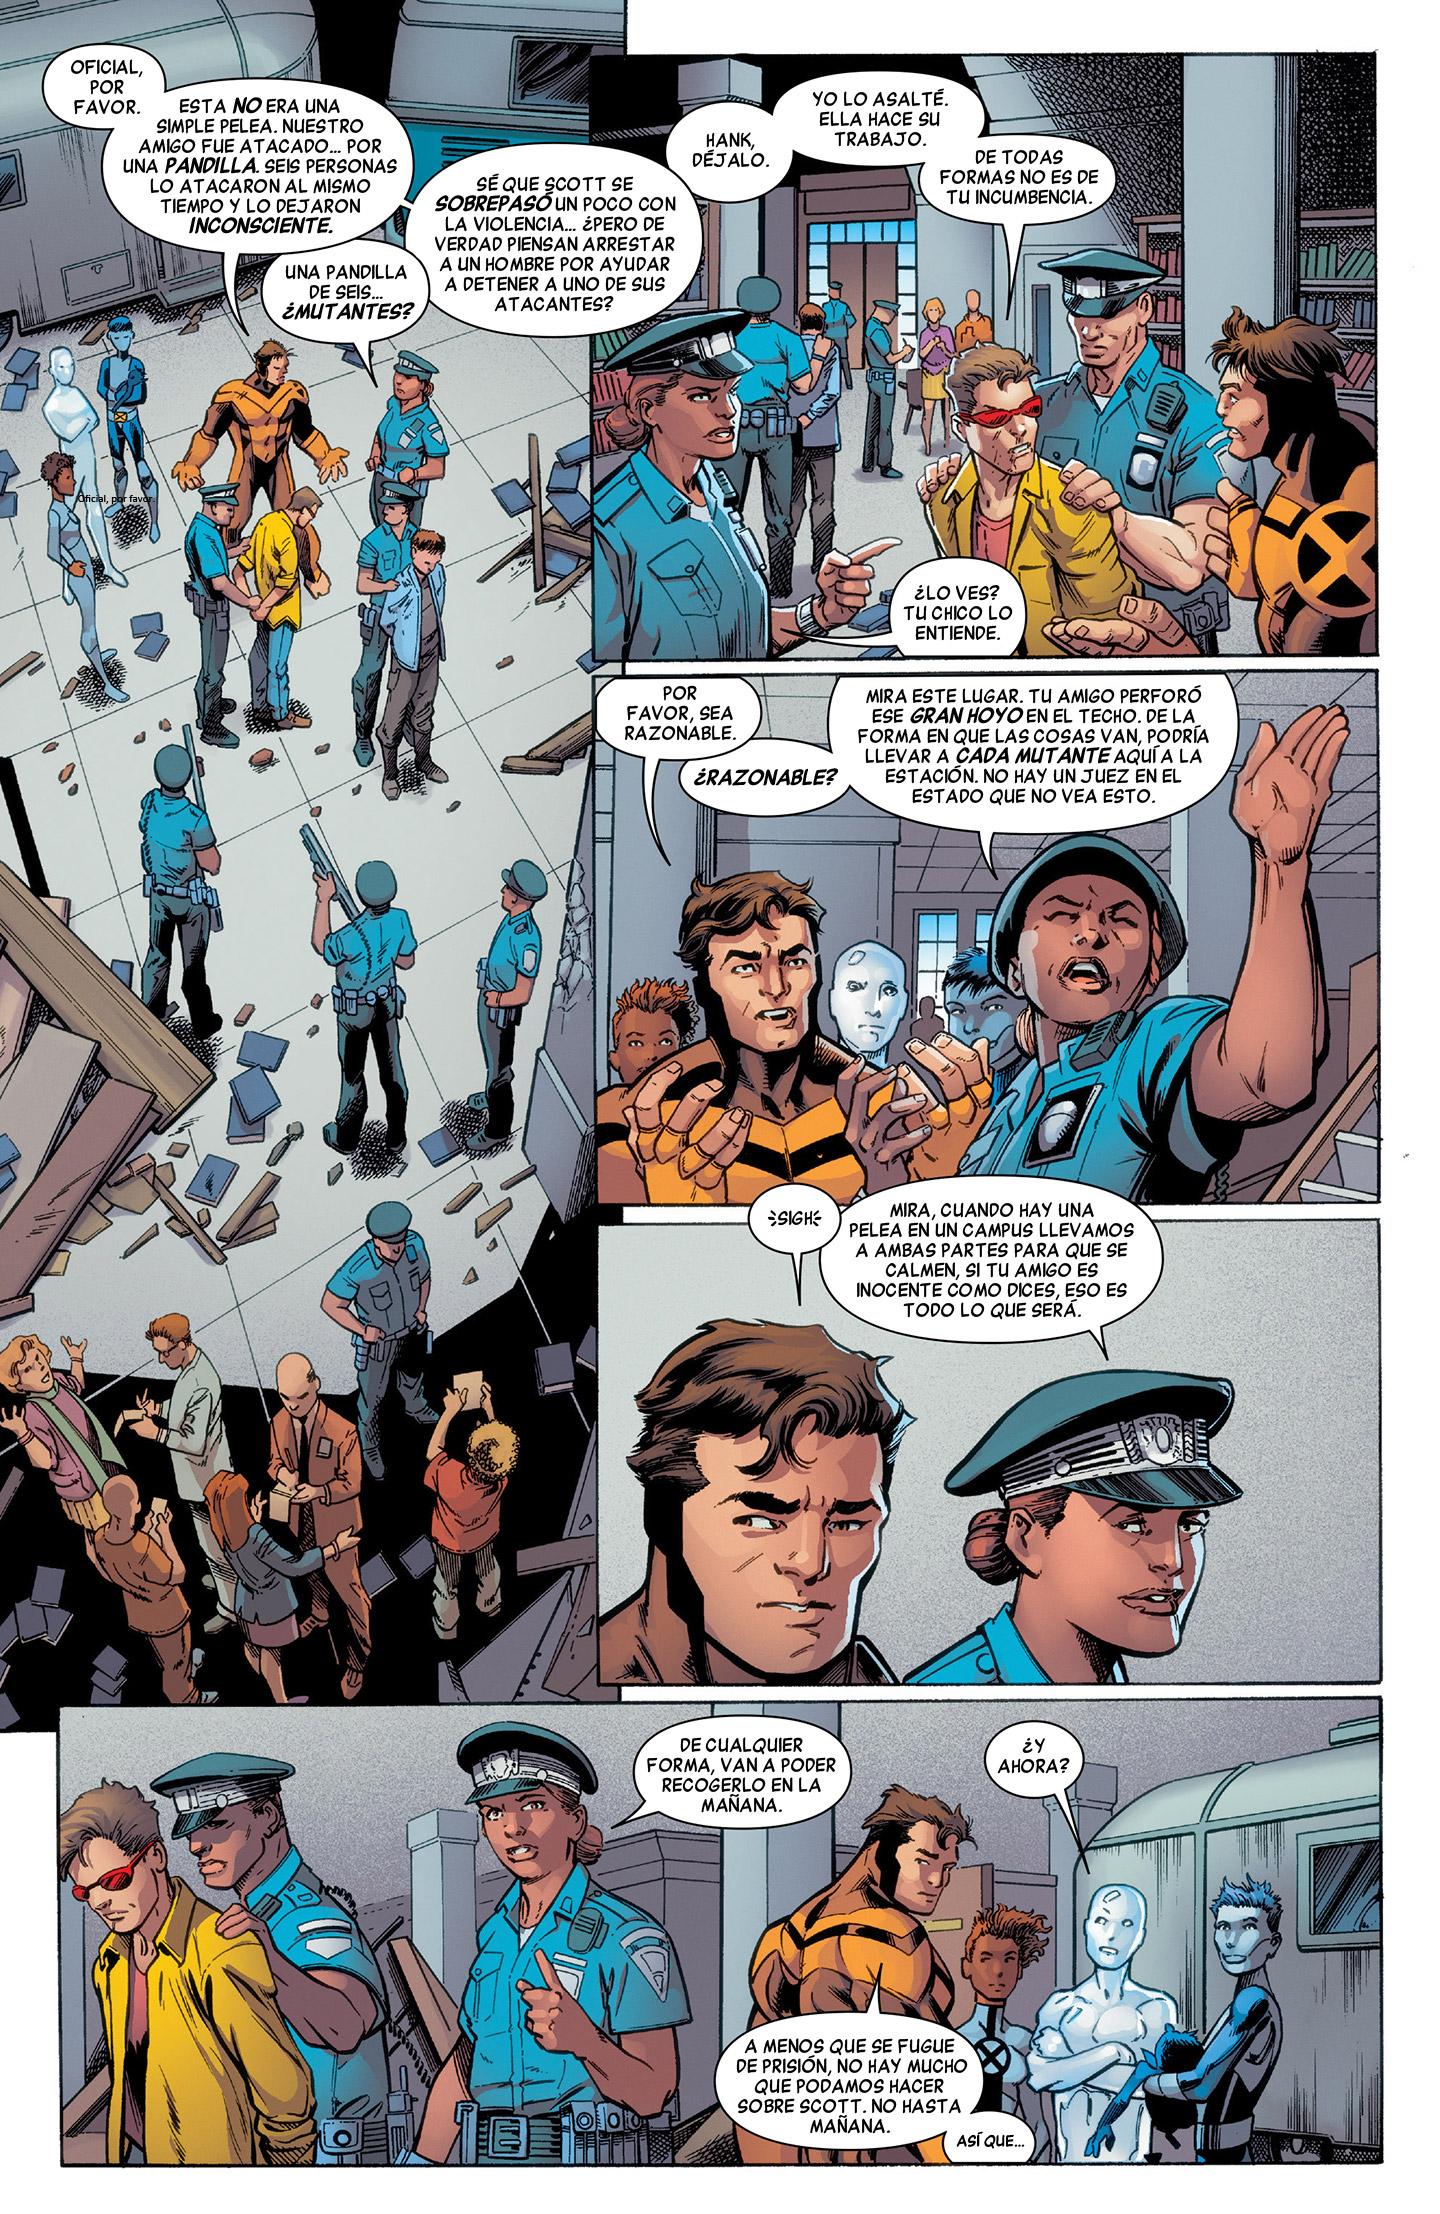 OFICIAL,
POR
FAVOR.
ESTA NO ERA UNA
SIMPLE PELEA. NUESTRO
AMIGO FUE ATACADO... POR
UNA PANDILLA. SEIS PERSONAS
LO ATACARON AL MISMO
TIEMPO Y LO DEJARON
INCONSCIENTE.
UNA PANDILLA
DE SEIS...
¿MUTANTES?
SÉ QUE SCOTT SE
SOBREPASÓ UN POCO CON
LA VIOLENCIA... ¿PERO DE
VERDAD PIENSAN ARRESTAR
A UN HOMBRE POR AYUDAR
A DETENER A UNO DE SUS
ATACANTES?
Oficial, por favor.
HANK,
DÉJALO.
YO LO ASALTÉ.
ELLA HACE SU
TRABAJO.
DE TODAS
FORMAS NO ES DE
TU INCUMBENCIA.
¿LO VES?
TU CHICO LO
ENTIENDE.
POR
FAVOR, SEA
RAZONABLE.
¿RAZONABLE?
MIRA ESTE LUGAR. TU AMIGO PERFORÓ
ESE GRAN HOYO EN EL TECHO. DE LA
FORMA EN QUE LAS COSAS VAN, PODRÍA
LLEVAR A CADA MUTANTE AQUÍ A LA
ESTACIÓN. NO HAY UN JUEZ EN EL
ESTADO QUE NO VEA ESTO.
SIGH
MIRA, CUANDO HAY UNA
PELEA EN UN CAMPUS LLEVAMOS
A AMBAS PARTES PARA QUE SE
CALMEN, SI TU AMIGO ES
INOCENTE COMO DICES, ESO ES
TODO LO QUE SERÁ.
DE CUALQUIER
FORMA, VAN A PODER
RECOGERLO EN LA
MAÑANA.
¿Y
AHORA?
A MENOS QUE SE FUGUE
DE PRISIÓN, NO HAY MUCHO
QUE PODAMOS HACER
SOBRE SCOTT. NO HASTA
MAÑANA.
ASÍ QUE...